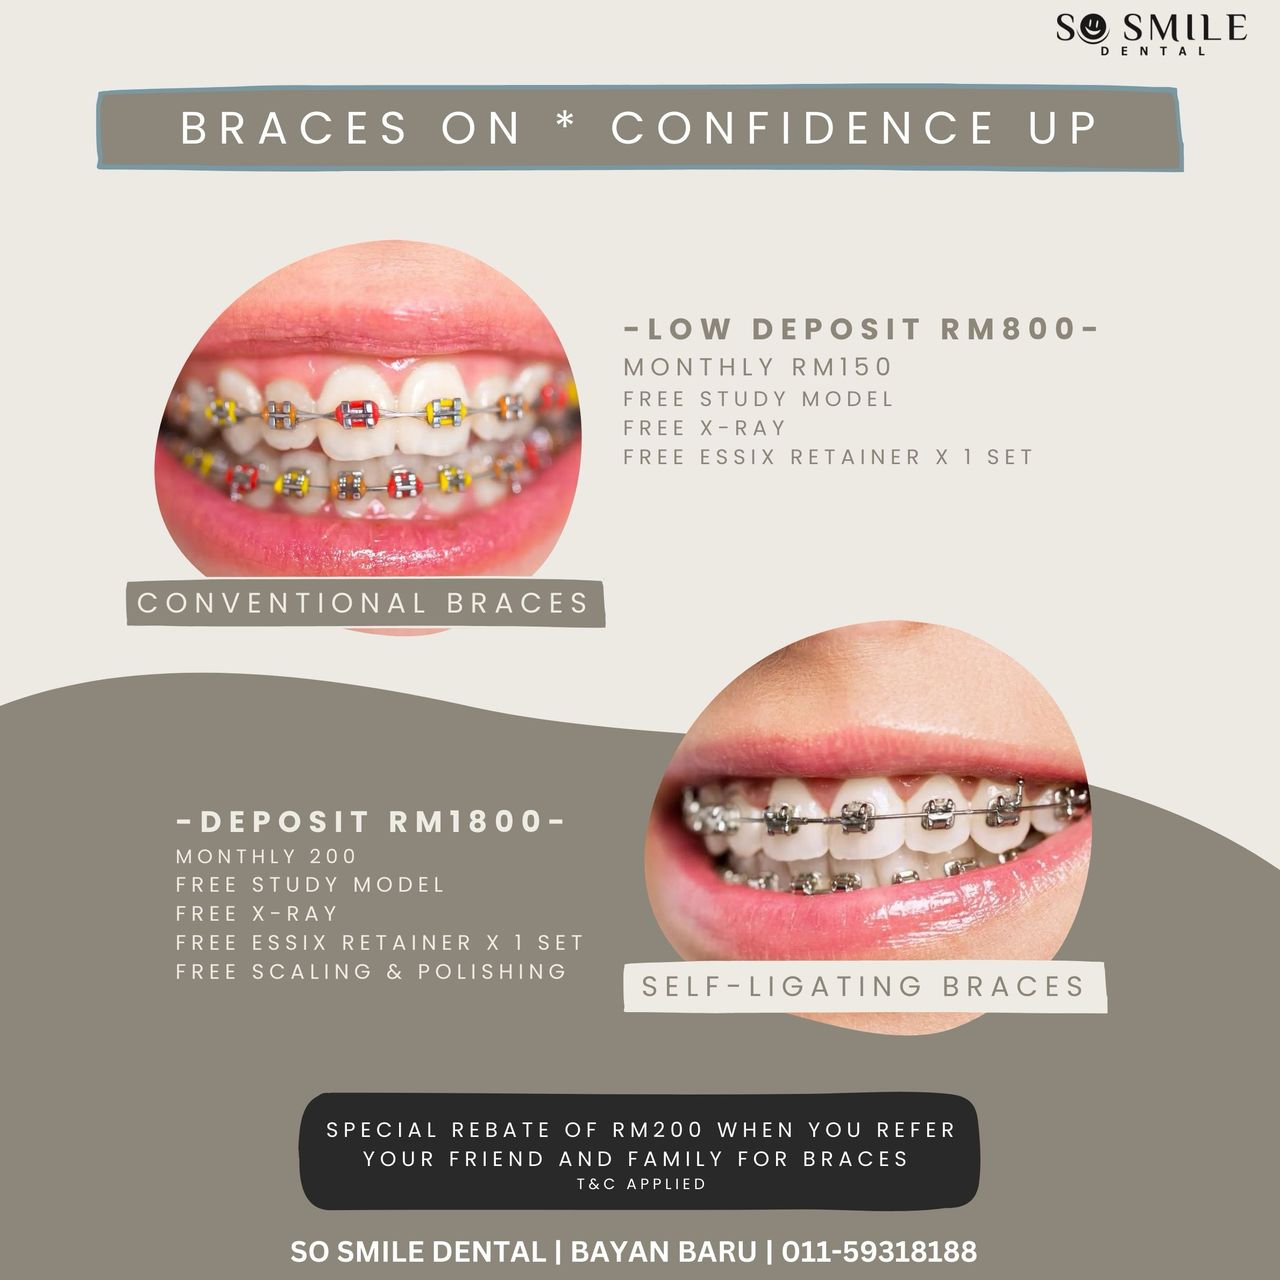 SO SMILE
DENTAL
BRACES ON * CONFIDENCE UP
-LOW DEPOSIT RM800-
MONTHLY RM150
FREE STUDY MODEL
FREE X-RAY
FREE ESSIX RETAINER X 1 SET
CONVENTIONAL BRACES
-DEPOSIT RM1800-
MONTHLY 200
FREE STUDY MODEL
FREE X-RAY
FREE ESSIX RETAINER X 1 SET
FREE SCALING & POLISHING
SELF-LIGATING BRACES
SPECIAL REBATE OF RM200 WHEN YOU REFER
YOUR FRIEND AND FAMILY FOR BRACES
T&C APPLIED
SO SMILE DENTAL | BAYAN BARU | 011-59318188